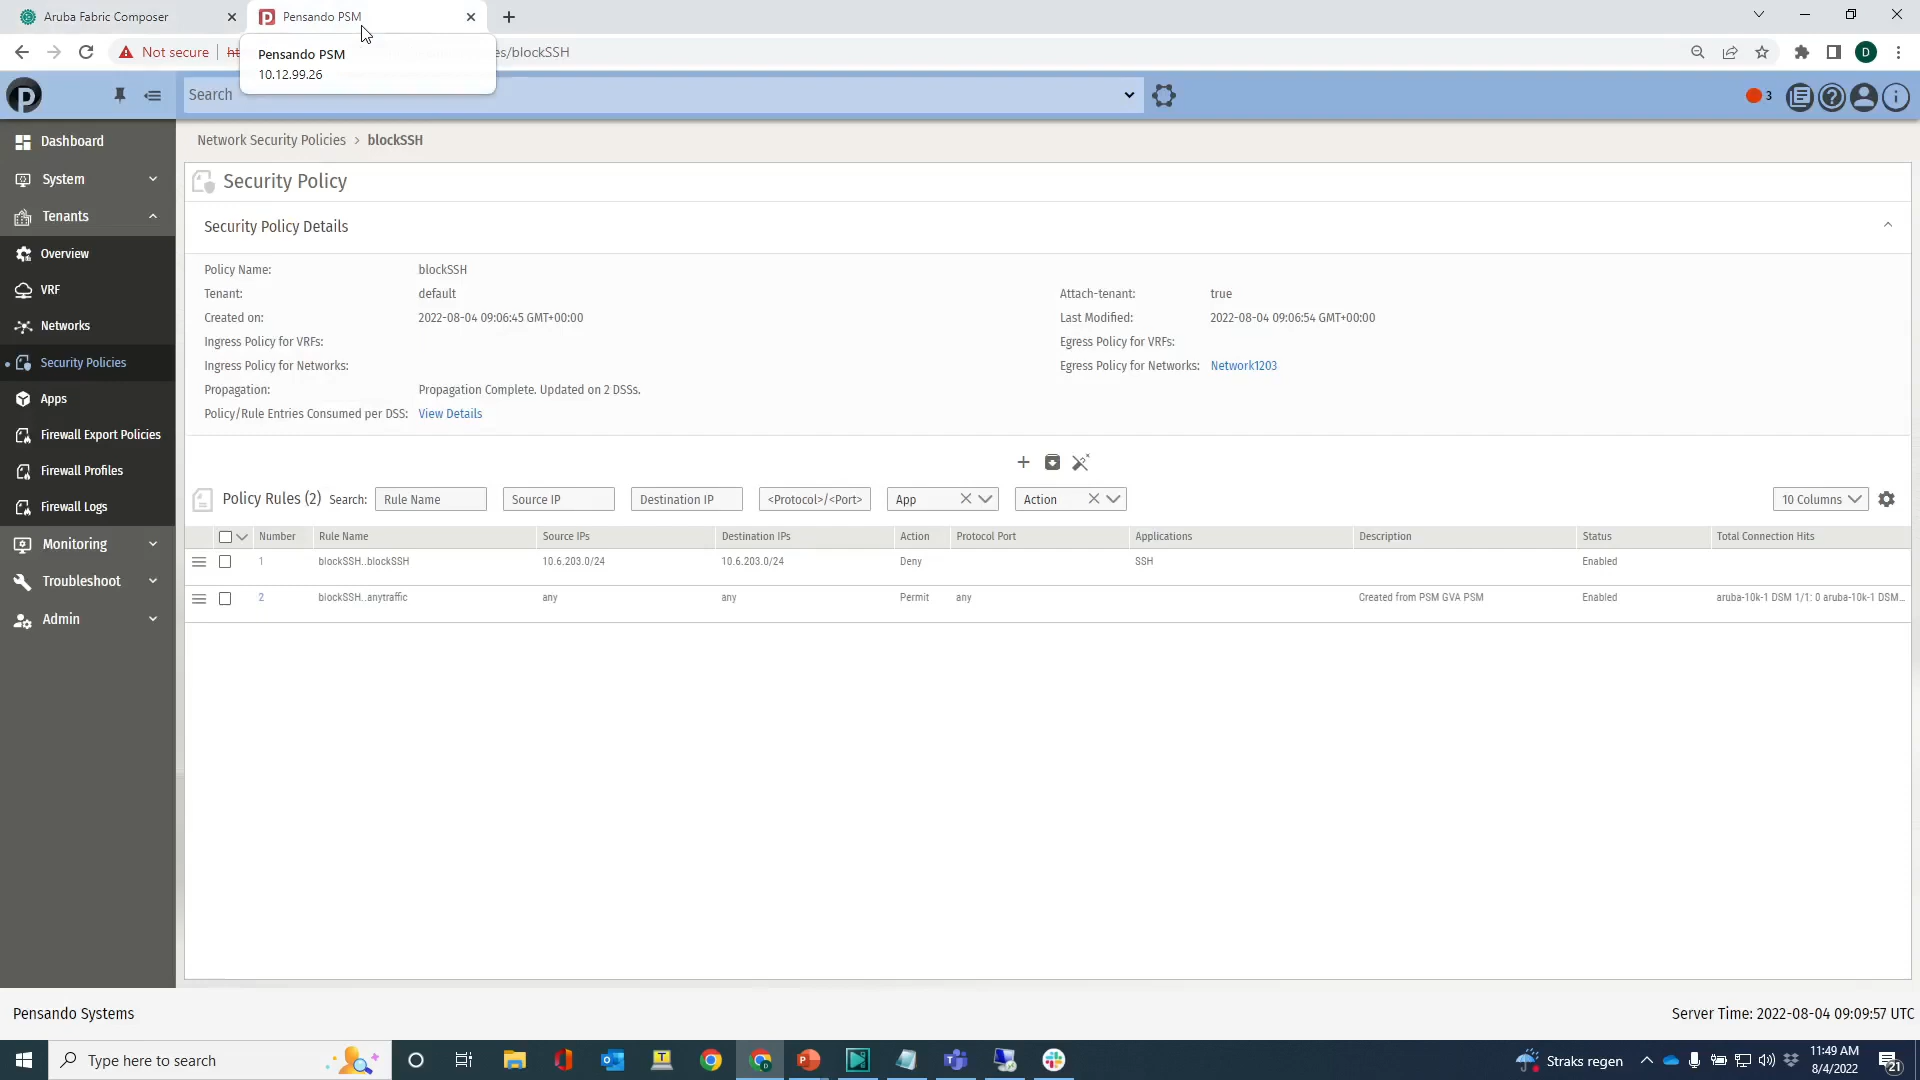 Aruba Fabric Composer
Pensando PSM
Not secure
es/blockSSH
Pensando PSM
10.12.99.26
D
Search
3
Dashboard
System
Tenants
Overview
VRF
Networks
Security Policies
Apps
Firewall Export Policies
Firewall Profiles
Firewall Logs
Monitoring
Troubleshoot
Admin
Network Security Policies > blockSSH
Security Policy
Security Policy Details
Policy Name: blockSSH
Tenant: default Attach-tenant: true
Created on: 2022-08-04 09:06:45 GMT+00:00 Last Modified: 2022-08-04 09:06:54 GMT+00:00
Ingress Policy for VRFs: Egress Policy for VRFs:
Ingress Policy for Networks: Egress Policy for Networks: Network1203
Propagation: Propagation Complete. Updated on 2 DSSs.
Policy/Rule Entries Consumed per DSS: View Details
Policy Rules (2) Search: Rule Name Source IP Destination IP <Protocol>/<Port> App Action 10 Columns
Number Rule Name Source IPs Destination IPs Action Protocol Port Applications Description Status Total Connection Hits
1 blockSSH..blockSSH 10.6.203.0/24 10.6.203.0/24 Deny SSH Enabled
2 blockSSH..anytraffic any any Permit any Created from PSM GVA PSM Enabled aruba-10k-1 DSM 1/1: 0 aruba-10k-1 DSM...
Pensando Systems
Server Time: 2022-08-04 09:09:57 UTC
Type here to search
Straks regen
11:49 AM
8/4/2022
21